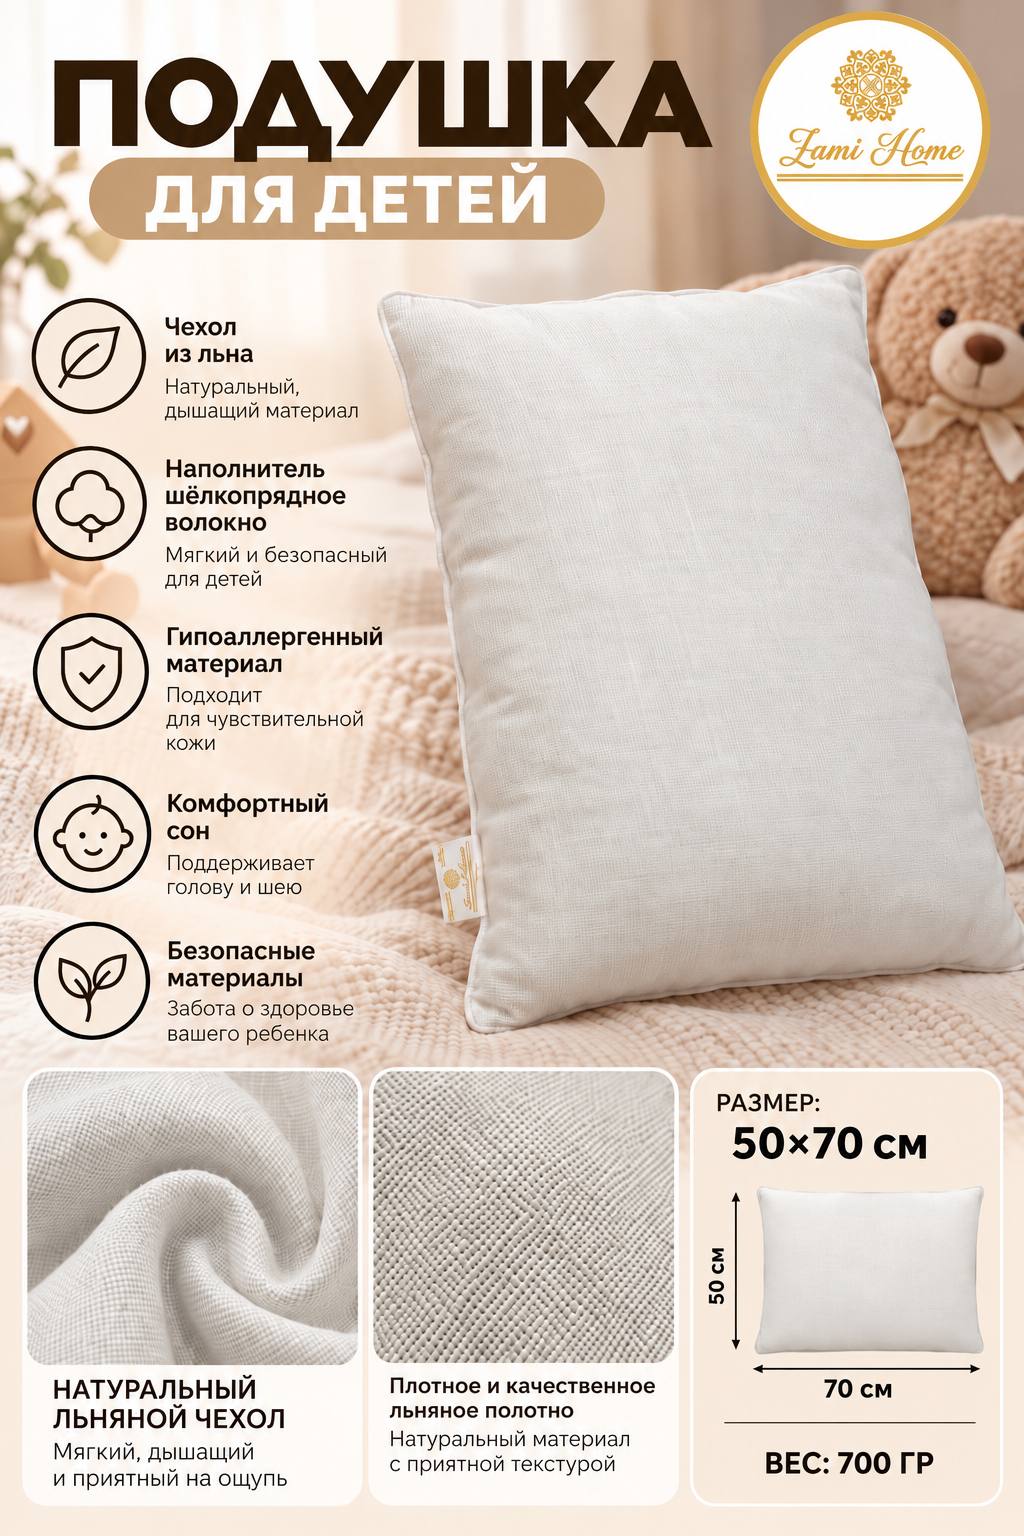 ПОДУШКА
ДЛЯ ДЕТЕЙ
Zami Home
Чехол
из льна
Натуральный,
дышащий материал
Наполнитель
шёлкопрядное
волокно
Мягкий и безопасный
для детей
Гипоаллергенный
материал
Подходит
для чувствительной
кожи
Комфортный
сон
Поддерживает
голову и шею
Безопасные
материалы
Забота о здоровье
вашего ребенка
НАТУРАЛЬНЫЙ
ЛЬНЯНОЙ ЧЕХОЛ
Мягкий, дышащий
и приятный на ощупь
Плотное и качественное
льняное полотно
Натуральный материал
с приятной текстурой
РАЗМЕР:
50×70 см
50 см
70 см
ВЕС: 700 ГР